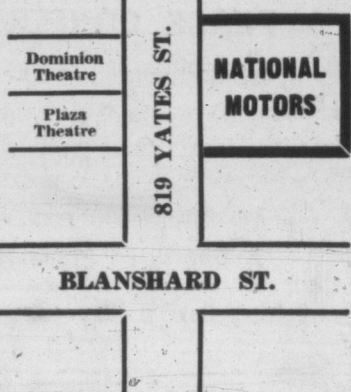 Dominion
Theatre
Plaza
Theatre
819 YATES ST.
NATIONAL
MOTORS
BLANSHARD ST.